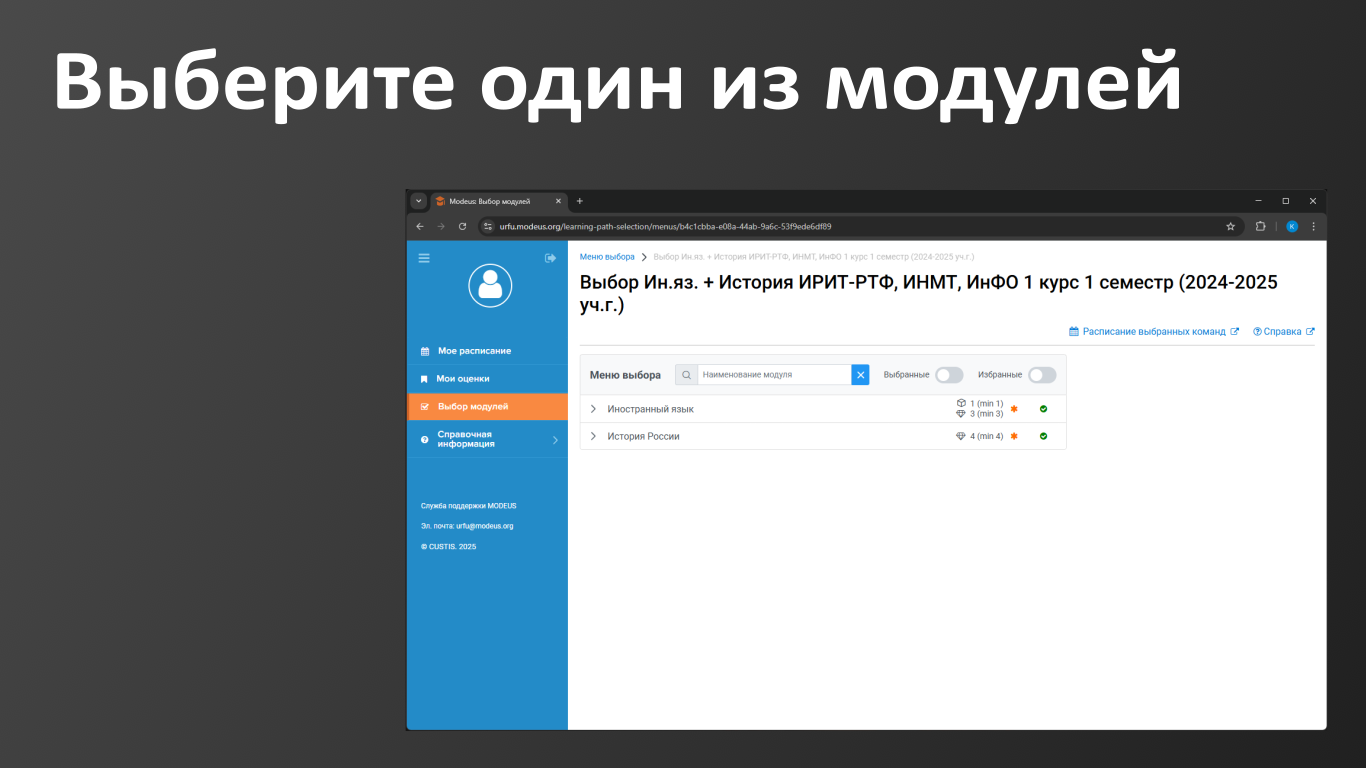 Выберите один из модулей
Modeus: Выбор модулей
urfu.modeus.org/learning-path-selection/menus/b4c1cbba-e08a-44ab-9a6c-53f9ede6df89
K
Мое расписание
Мои оценки
Выбор модулей
Справочная
информация
Служба поддержки MODEUS
Эл. почта: urfu@modeus.org
© CUSTIS. 2025
Меню выбора
Выбор Ин.яз. + История ИРИТ-РТФ, ИНМТ, ИнФО 1 курс 1 семестр (2024-2025 уч.г.)
Выбор Ин.яз. + История ИРИТ-РТФ, ИНМТ, ИнФО 1 курс 1 семестр (2024-2025
уч.г.)
Расписание выбранных команд Справка
Меню выбора Наименование модуля Выбранные Избранные
Иностранный язык 1 (min 1)
3 (min 3)
История России 4 (min 4)